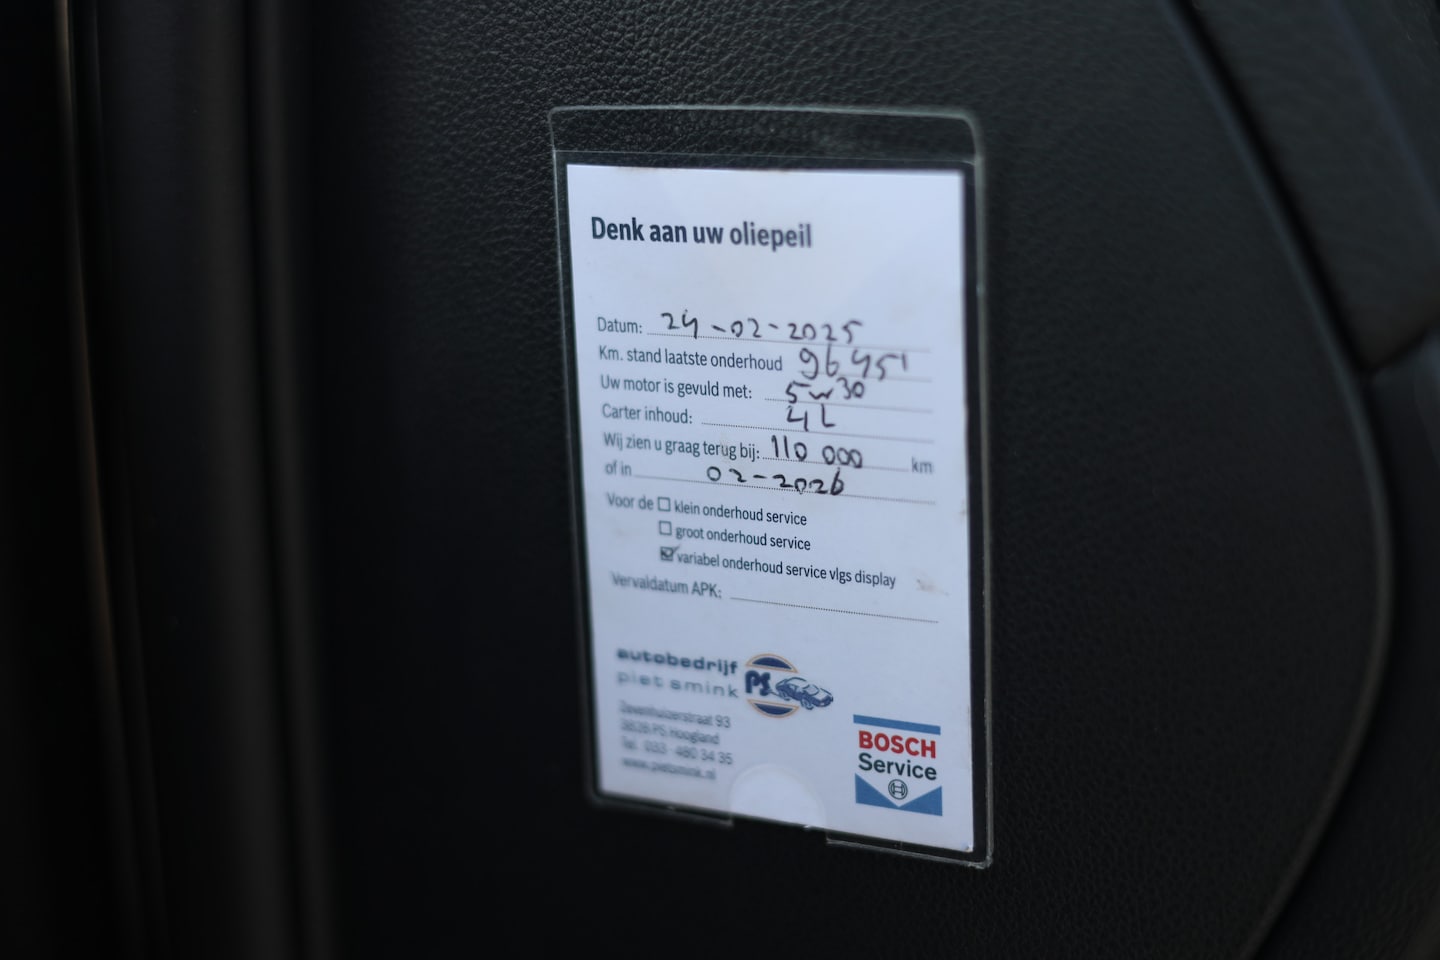 Denk aan uw oliepeil
Datum: 24-02-2025
Km. stand laatste onderhoud 96451
Uw motor is gevuld met: 5w30
Carter inhoud: 4L
Wij zien u graag terug bij: 110 000 km
of in 02-2026
Voor de ☐ klein onderhoud service
☐ groot onderhoud service
☑ variabel onderhoud service vlgs display
Vervaldatum APK:
autobedrijf
piet smink
PS
Zevenhuizerstraat 93
3828 PS Hoogland
Tel. 033 - 480 34 35
www.pietsmink.nl
BOSCH
Service